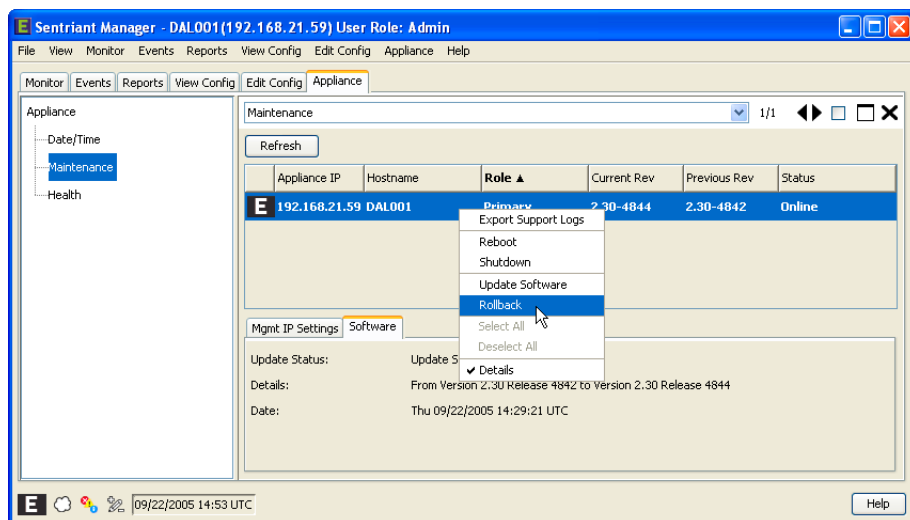 E Sentriant Manager - DAL001(192.168.21.59) User Role: Admin
File View Monitor Events Reports View Config Edit Config Appliance Help
Monitor Events Reports View Config Edit Config Appliance
Appliance
Date/Time
Maintenance
Health
Maintenance 1/1
Refresh
Appliance IP Hostname Role ▲ Current Rev Previous Rev Status
E 192.168.21.59 DAL001 Primary 2.30-4844 2.30-4842 Online
Export Support Logs
Reboot
Shutdown
Update Software
Rollback
Select All
Deselect All
✔ Details
Mgmt IP Settings Software
Update Status: Update S
Details: From Version 2.30 Release 4842 to Version 2.30 Release 4844
Date: Thu 09/22/2005 14:29:21 UTC
E 09/22/2005 14:53 UTC Help